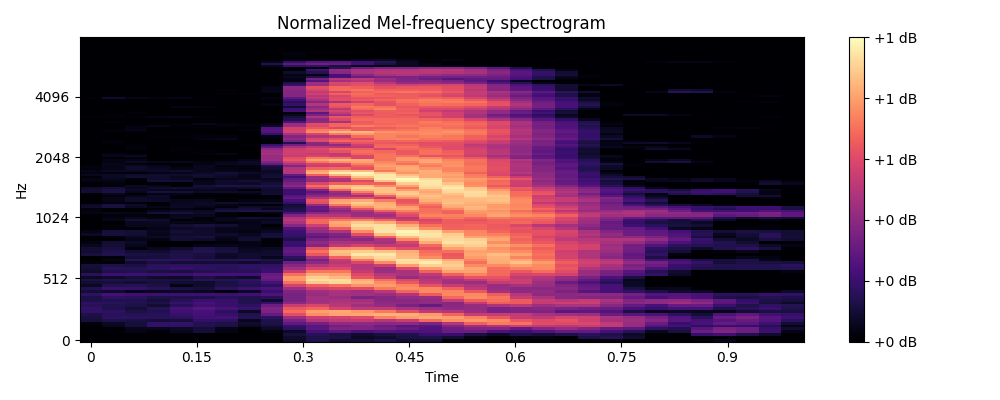 Normalized Mel-frequency spectrogram
Hz
4096
2048
1024
512
0
0 0.15 0.3 0.45 0.6 0.75 0.9
Time
+1 dB
+1 dB
+1 dB
+0 dB
+0 dB
+0 dB